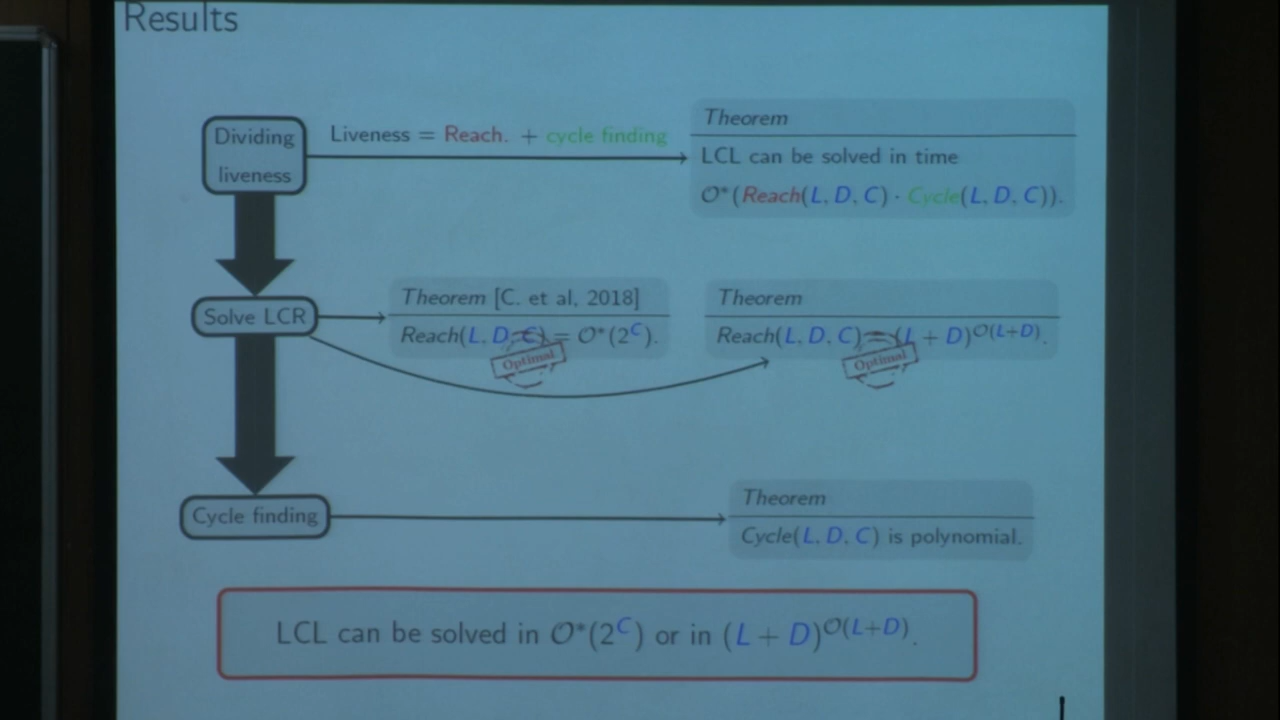 Results
Dividing
liveness
Liveness = Reach. + cycle finding
Theorem
LCL can be solved in time
O*(Reach(L, D, C) · Cycle(L, D, C)).
Solve LCR
Theorem [C. et al, 2018]
Reach(L, D, C) = O*(2^C).
Optimal
Theorem
Reach(L, D, C) = (L + D)^O(L+D).
Optimal
Cycle finding
Theorem
Cycle(L, D, C) is polynomial.
LCL can be solved in O*(2^C) or in (L + D)^O(L+D).